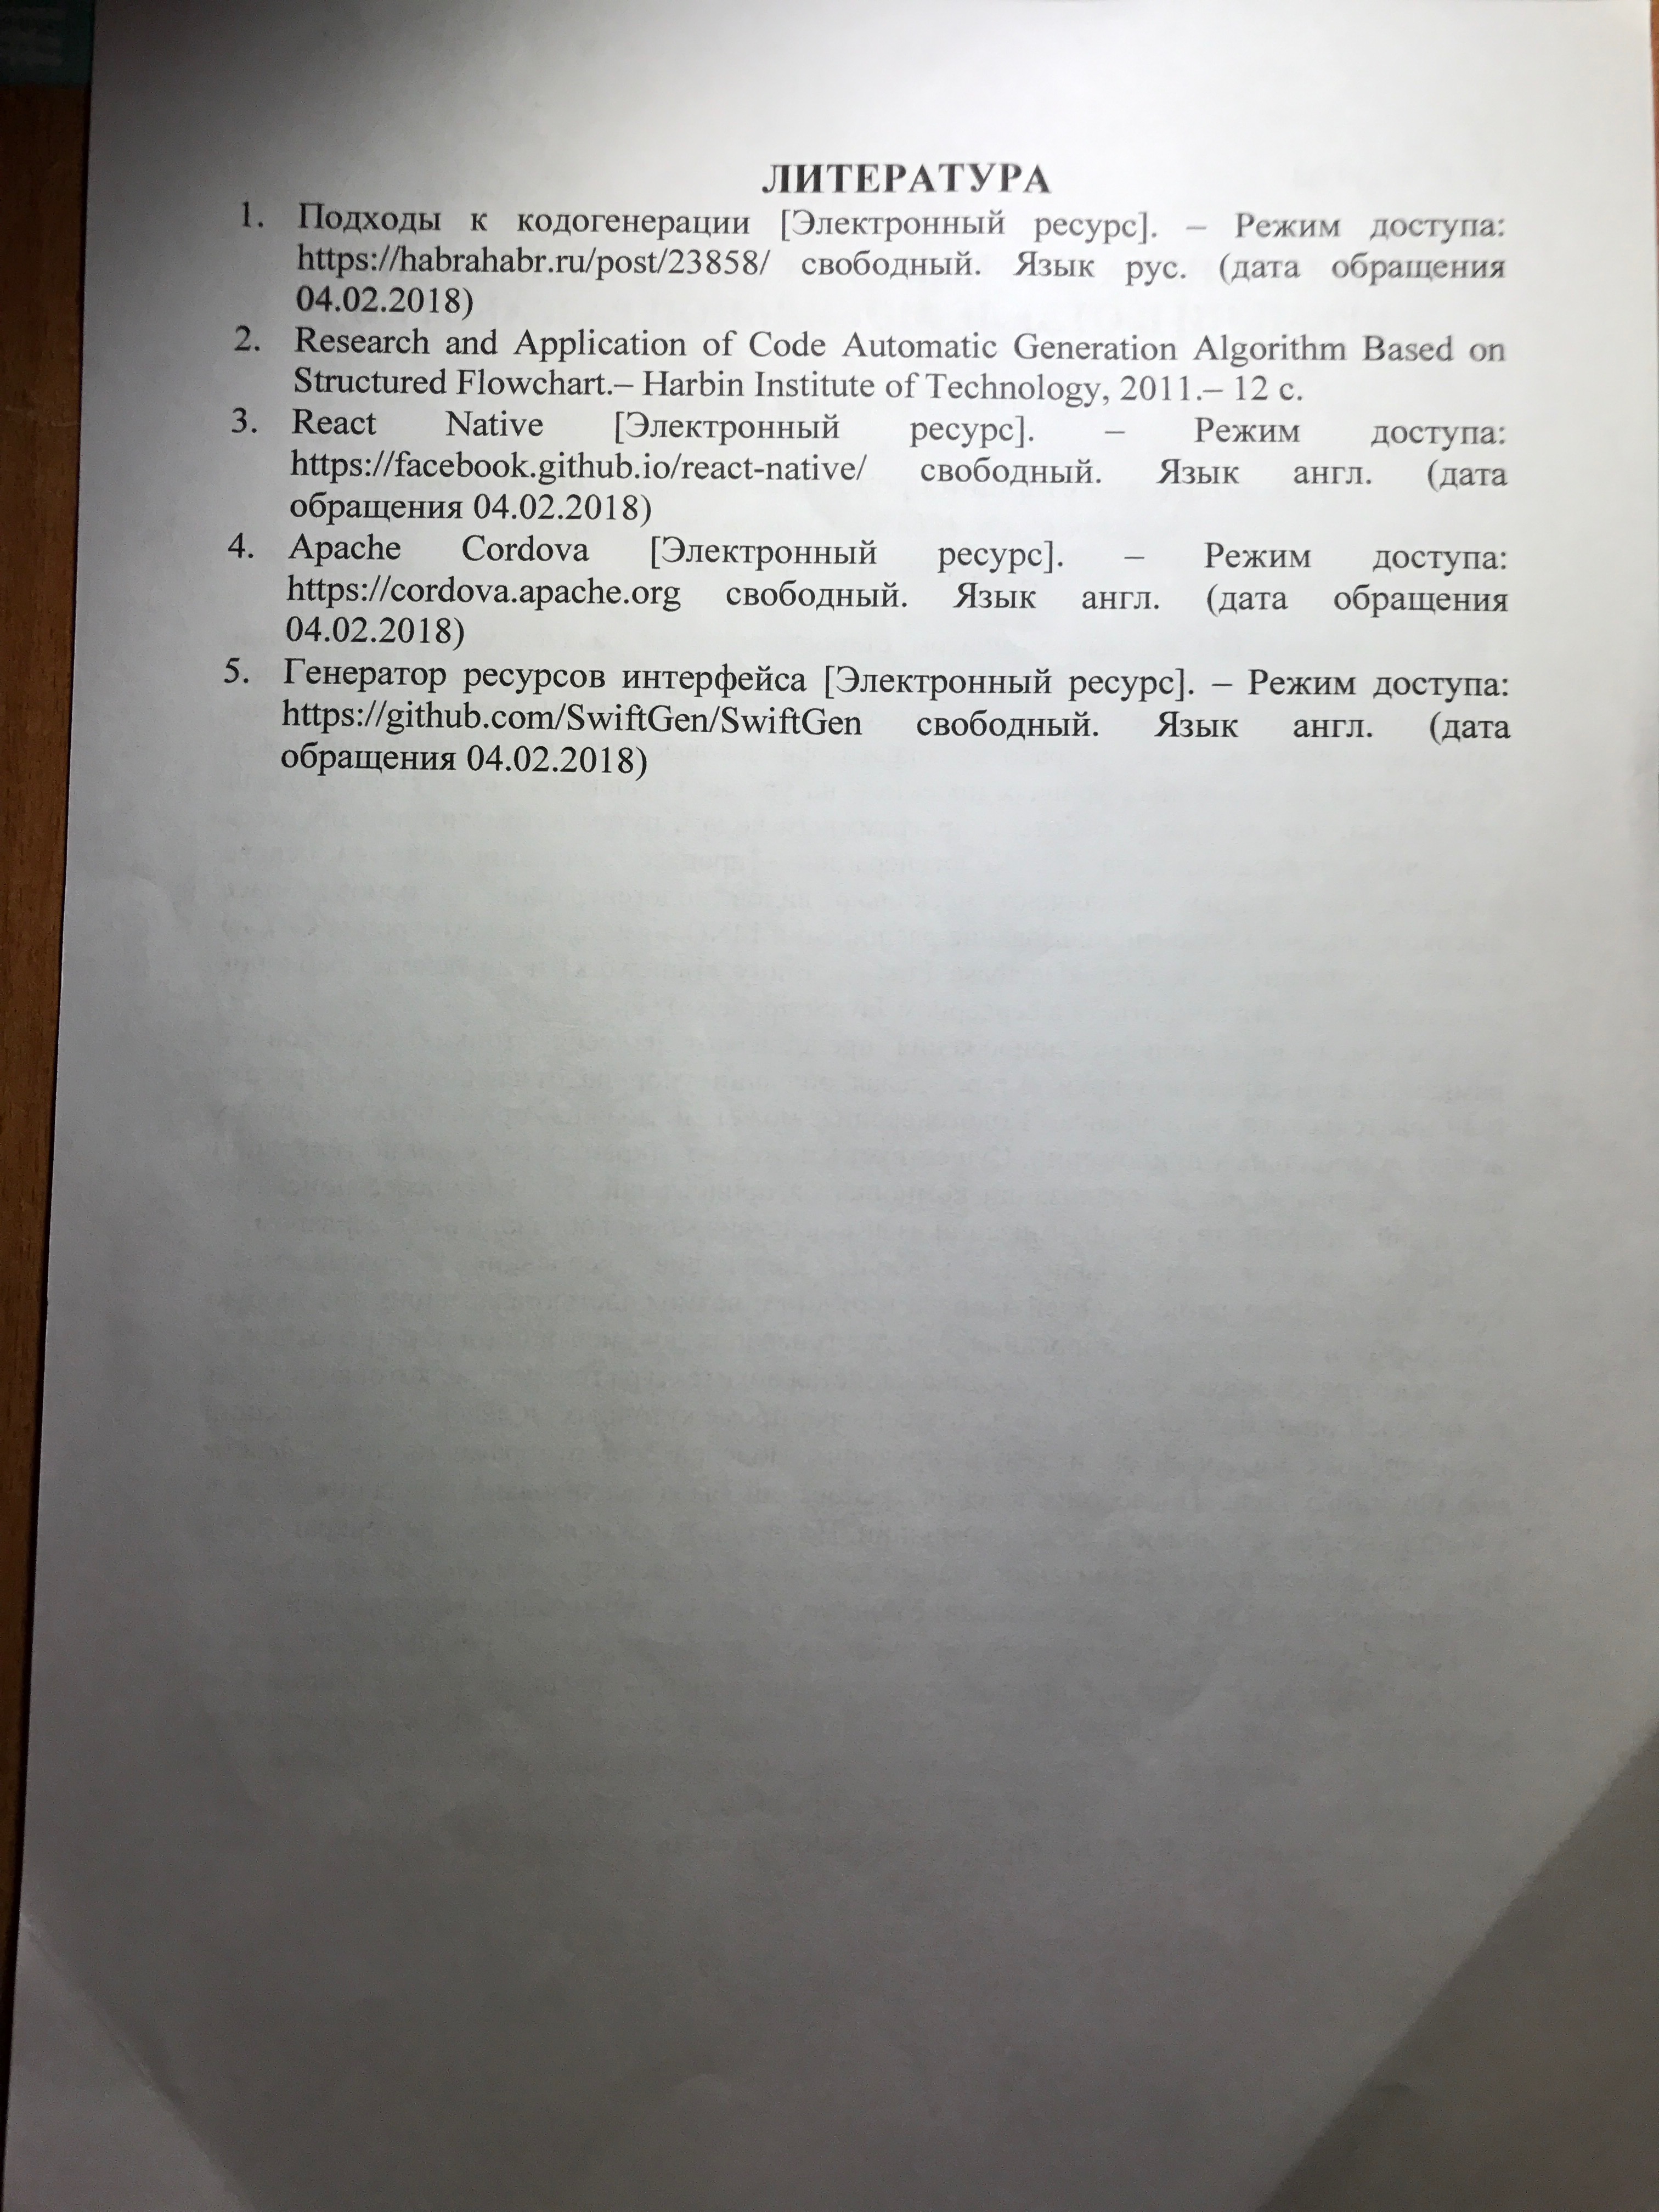 ЛИТЕРАТУРА
1. Подходы к кодогенерации [Электронный ресурс]. – Режим доступа:
https://habrahabr.ru/post/23858/ свободный. Язык рус. (дата обращения
04.02.2018)
2. Research and Application of Code Automatic Generation Algorithm Based on
Structured Flowchart.– Harbin Institute of Technology, 2011.– 12 с.
3. React Native [Электронный ресурс]. – Режим доступа:
https://facebook.github.io/react-native/ свободный. Язык англ. (дата
обращения 04.02.2018)
4. Apache Cordova [Электронный ресурс]. – Режим доступа:
https://cordova.apache.org свободный. Язык англ. (дата обращения
04.02.2018)
5. Генератор ресурсов интерфейса [Электронный ресурс]. – Режим доступа:
https://github.com/SwiftGen/SwiftGen свободный. Язык англ. (дата
обращения 04.02.2018)